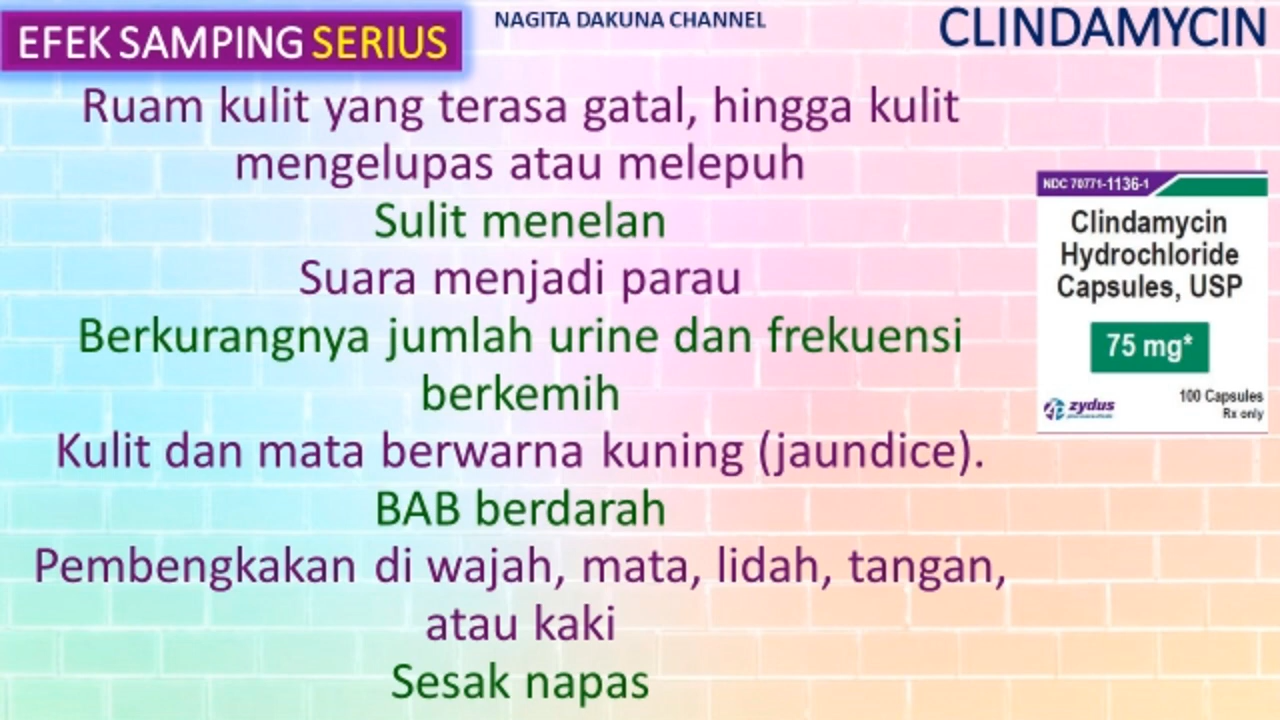 EFEK SAMPING SERIUS
NAGITA DAKUNA CHANNEL
CLINDAMYCIN
Ruam kulit yang terasa gatal, hingga kulit
mengelupas atau melepuh
Sulit menelan
Suara menjadi parau
Berkurangnya jumlah urine dan frekuensi
berkemih
Kulit dan mata berwarna kuning (jaundice).
BAB berdarah
Pembengkakan di wajah, mata, lidah, tangan,
atau kaki
Sesak napas
NDC 70771-1136-1
Clindamycin
Hydrochloride
Capsules, USP
75 mg*
100 Capsules
Rx only
zydus